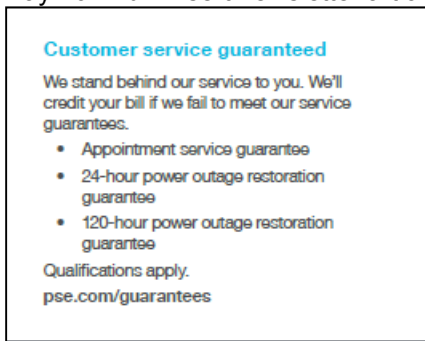 Customer service guaranteed
We stand behind our service to you. We'll
credit your bill if we fail to meet our service
guarantees.
• Appointment service guarantee
• 24-hour power outage restoration
guarantee
• 120-hour power outage restoration
guarantee
Qualifications apply.
pse.com/guarantees